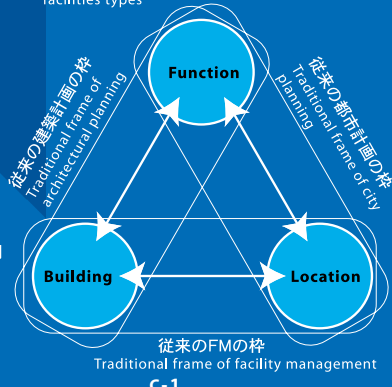 facilities types
Function
従来の建築計画の枠
Traditional frame of
architectural planning
従来の都市計画の枠
Traditional frame of city
planning
Building
Location
従来のFMの枠
Traditional frame of facility management
C-1